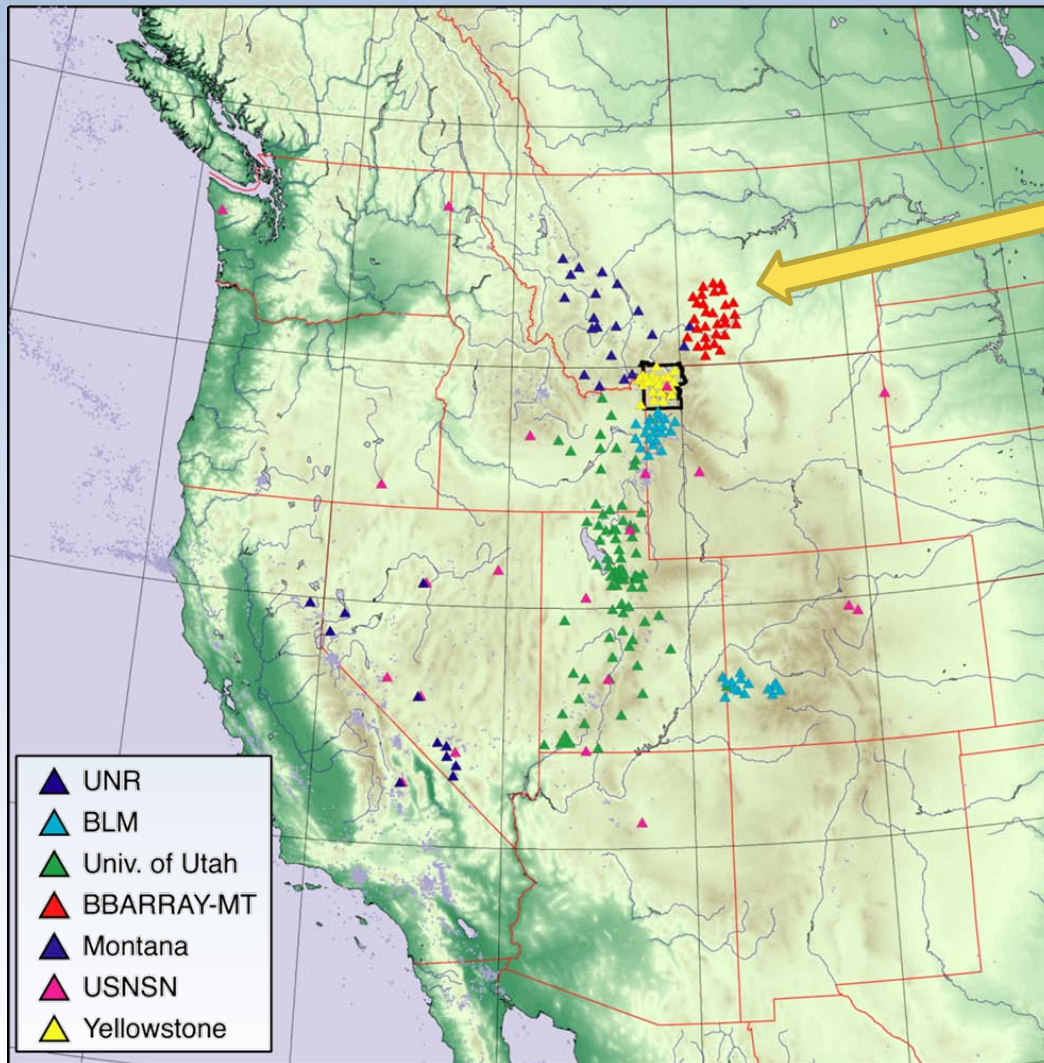 UNR
BLM
Univ. of Utah
BBARRAY-MT
Montana
USNSN
Yellowstone